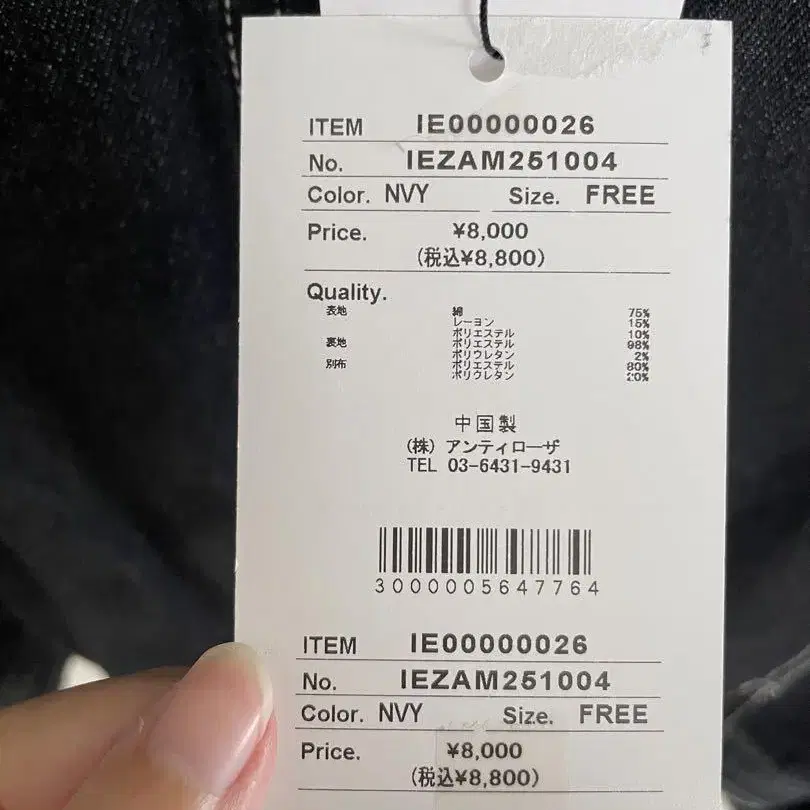 ITEM IE00000026
No. IEZAM251004
Color. NVY Size. FREE
Price. ¥8,000
(税込¥8,800)
Quality.
表地 綿 75%
レーヨン 15%
ポリエステル 10%
裏地 ポリエステル 98%
ポリウレタン 2%
別布 ポリエステル 80%
ポリウレタン 20%
中国製
(株) アンティローザ
TEL 03-6431-9431
3000005647764
ITEM IE00000026
No. IEZAM251004
Color. NVY Size. FREE
Price. ¥8,000
(税込¥8,800)